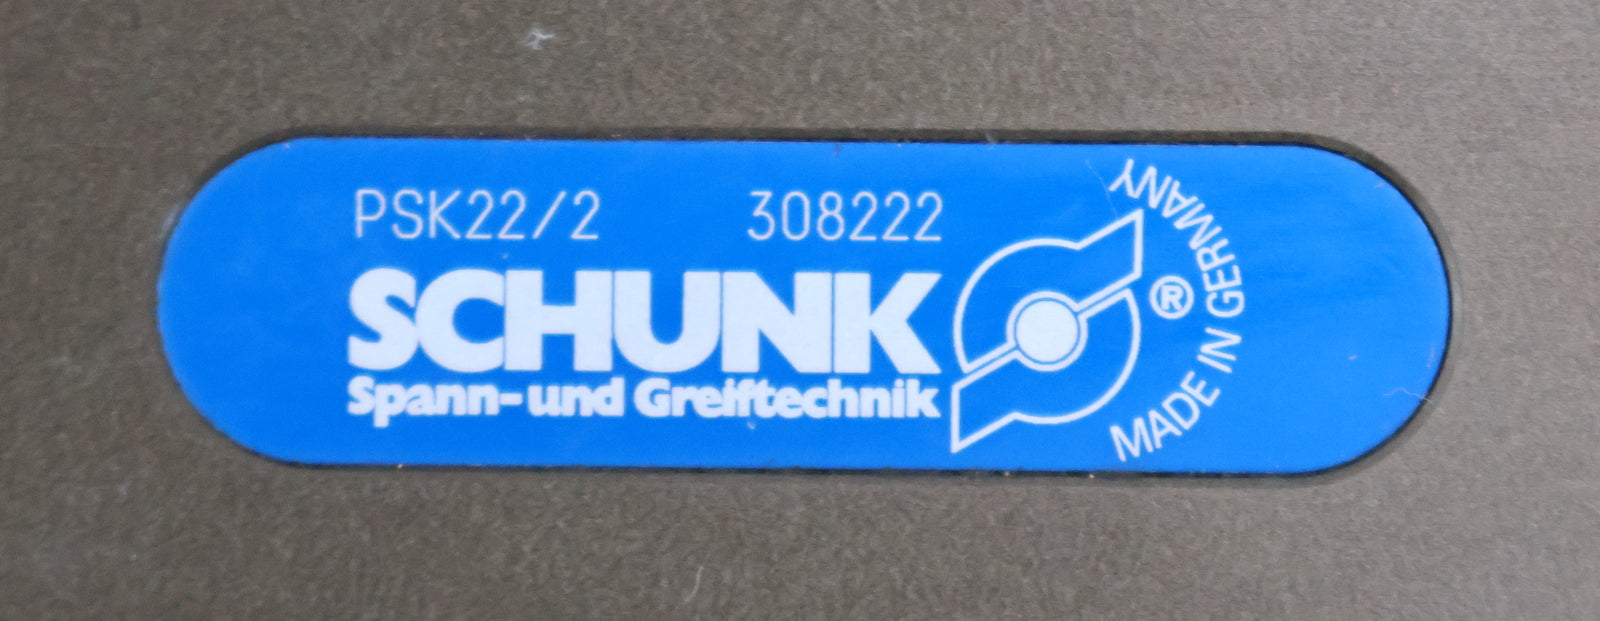 PSK22/2 308222
SCHUNK
Spann- und Greiftechnik
®
MADE IN GERMANY